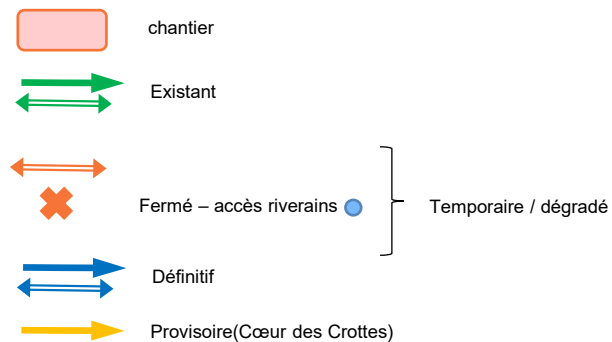 chantier
Existant
Fermé – accès riverains
Temporaire / dégradé
Définitif
Provisoire(Cœur des Crottes)